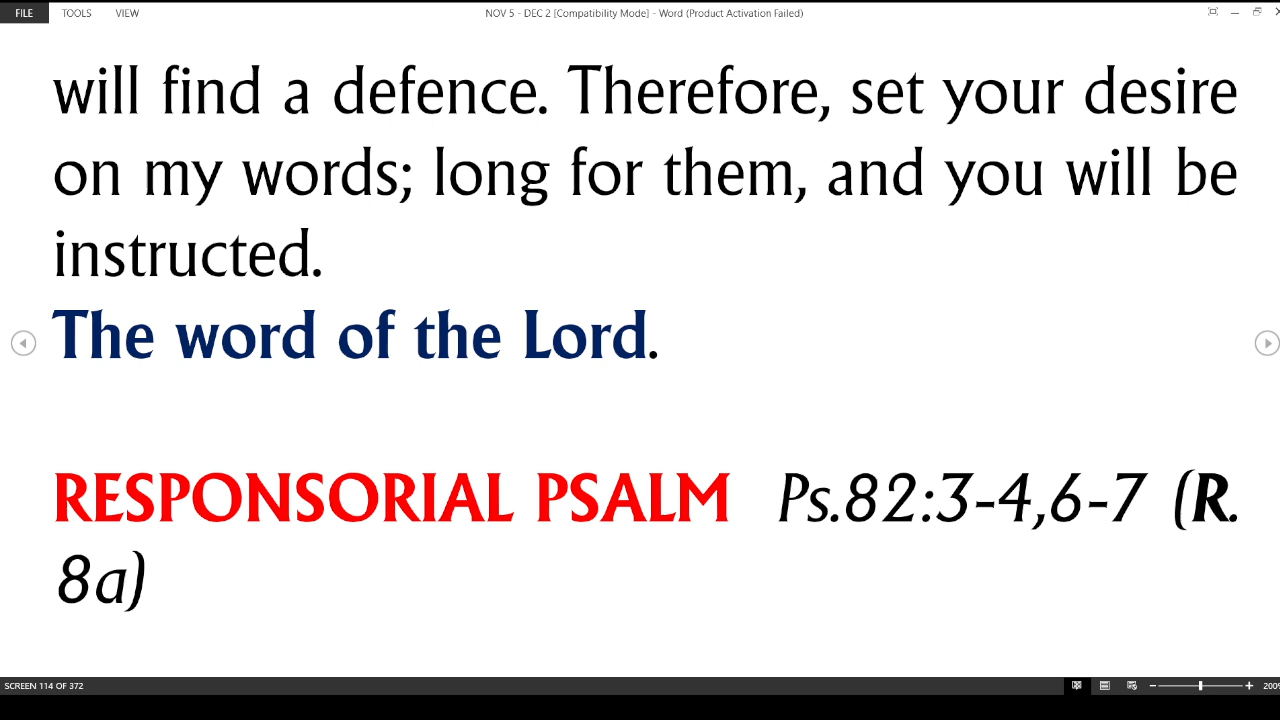 FILE TOOLS VIEW NOV 5 - DEC 2 [Compatibility Mode] - Word (Product Activation Failed)
will find a defence. Therefore, set your desire
on my words; long for them, and you will be
instructed.
The word of the Lord.
RESPONSORIAL PSALM Ps.82:3-4,6-7 (R.
8a)
SCREEN 114 OF 372 200%